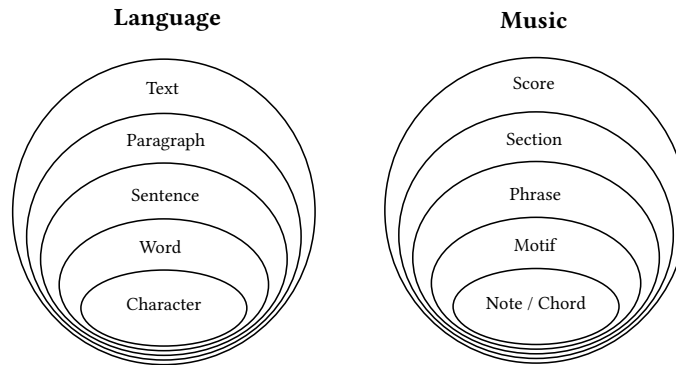 Language
Text
Paragraph
Sentence
Word
Character
Music
Score
Section
Phrase
Motif
Note / Chord